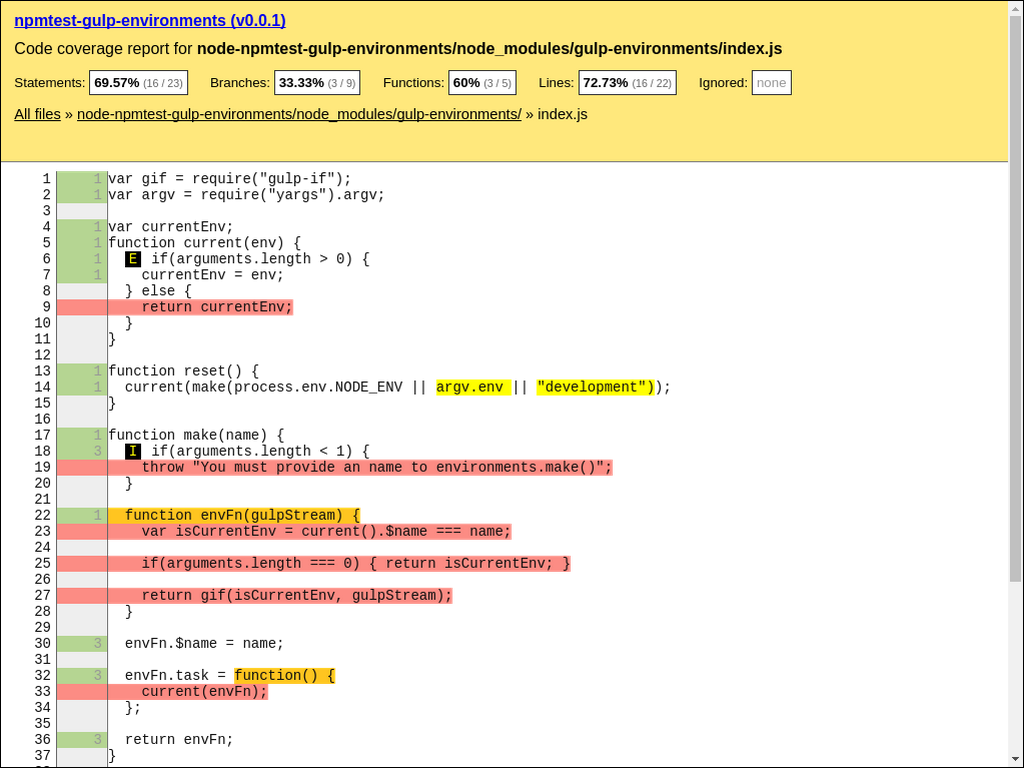 npmtest-gulp-environments (v0.0.1)
Code coverage report for node-npmtest-gulp-environments/node_modules/gulp-environments/index.js
Statements: 69.57% (16 / 23) Branches: 33.33% (3 / 9) Functions: 60% (3 / 5) Lines: 72.73% (16 / 22) Ignored: none
All files » node-npmtest-gulp-environments/node_modules/gulp-environments/ » index.js
1 1 var gif = require("gulp-if");
2 1 var argv = require("yargs").argv;
3
4 1 var currentEnv;
5 1 function current(env) {
6 1 E if(arguments.length > 0) {
7 1 currentEnv = env;
8 } else {
9 return currentEnv;
10 }
11 }
12
13 1 function reset() {
14 1 current(make(process.env.NODE_ENV || argv.env || "development"));
15 }
16
17 1 function make(name) {
18 3 I if(arguments.length < 1) {
19 throw "You must provide an name to environments.make()";
20 }
21
22 1 function envFn(gulpStream) {
23 var isCurrentEnv = current().$name === name;
24
25 if(arguments.length === 0) { return isCurrentEnv; }
26
27 return gif(isCurrentEnv, gulpStream);
28 }
29
30 3 envFn.$name = name;
31
32 3 envFn.task = function() {
33 current(envFn);
34 };
35
36 3 return envFn;
37 }